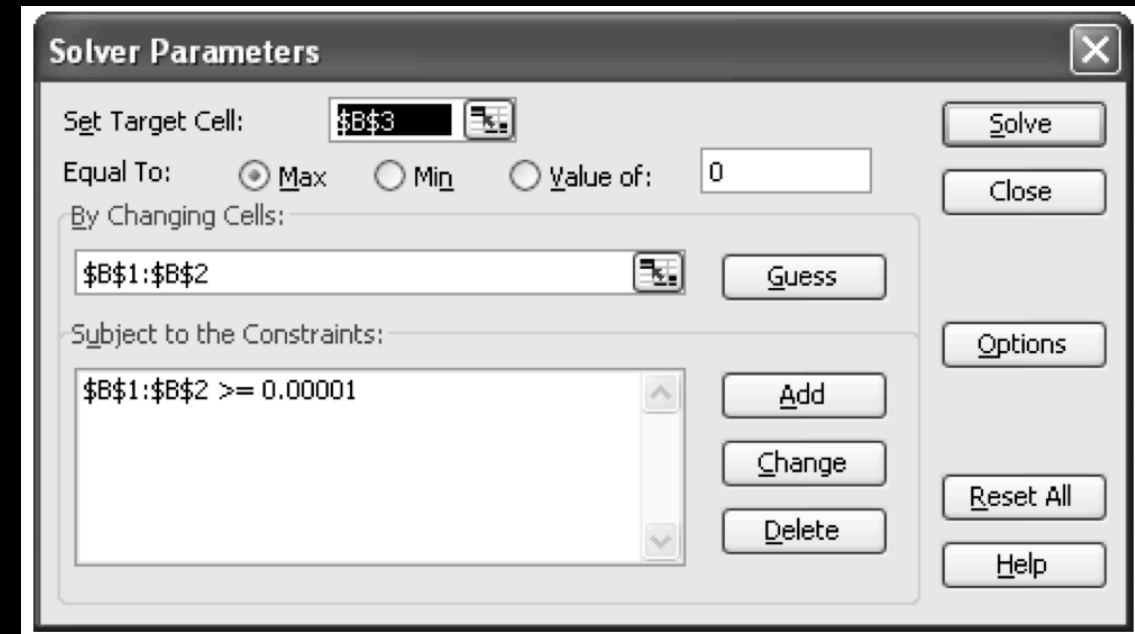 Solver Parameters
Set Target Cell: $B$3 Solve
Equal To: Max Min Value of: 0 Close
By Changing Cells:
$B$1:$B$2 Guess
Subject to the Constraints: Options
$B$1:$B$2 >= 0.00001 Add
Change
Reset All
Delete
Help